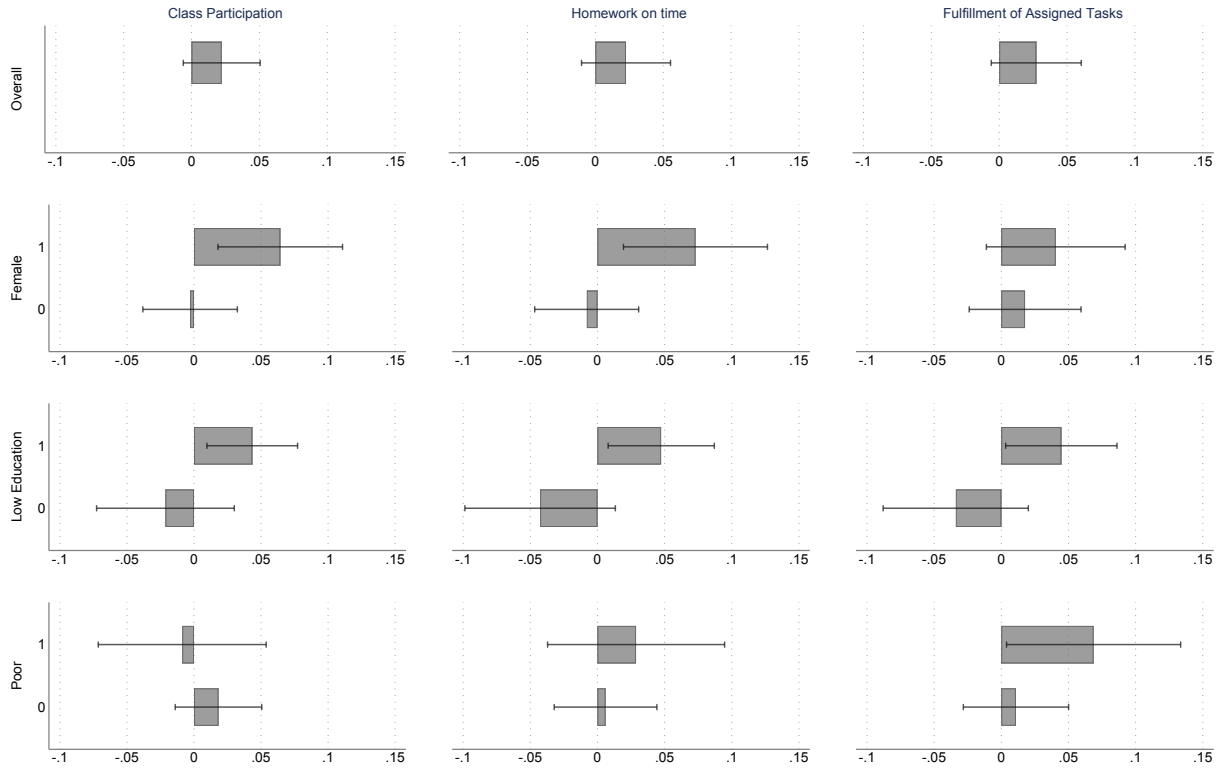 Class Participation
Homework on time
Fulfillment of Assigned Tasks
Overall
-.1 -.05 0 .05 .1 .15
-.1 -.05 0 .05 .1 .15
-.1 -.05 0 .05 .1 .15
Female
1
0
-.1 -.05 0 .05 .1 .15
-.1 -.05 0 .05 .1 .15
-.1 -.05 0 .05 .1 .15
Low Education
1
0
-.1 -.05 0 .05 .1 .15
-.1 -.05 0 .05 .1 .15
-.1 -.05 0 .05 .1 .15
Poor
1
0
-.1 -.05 0 .05 .1 .15
-.1 -.05 0 .05 .1 .15
-.1 -.05 0 .05 .1 .15